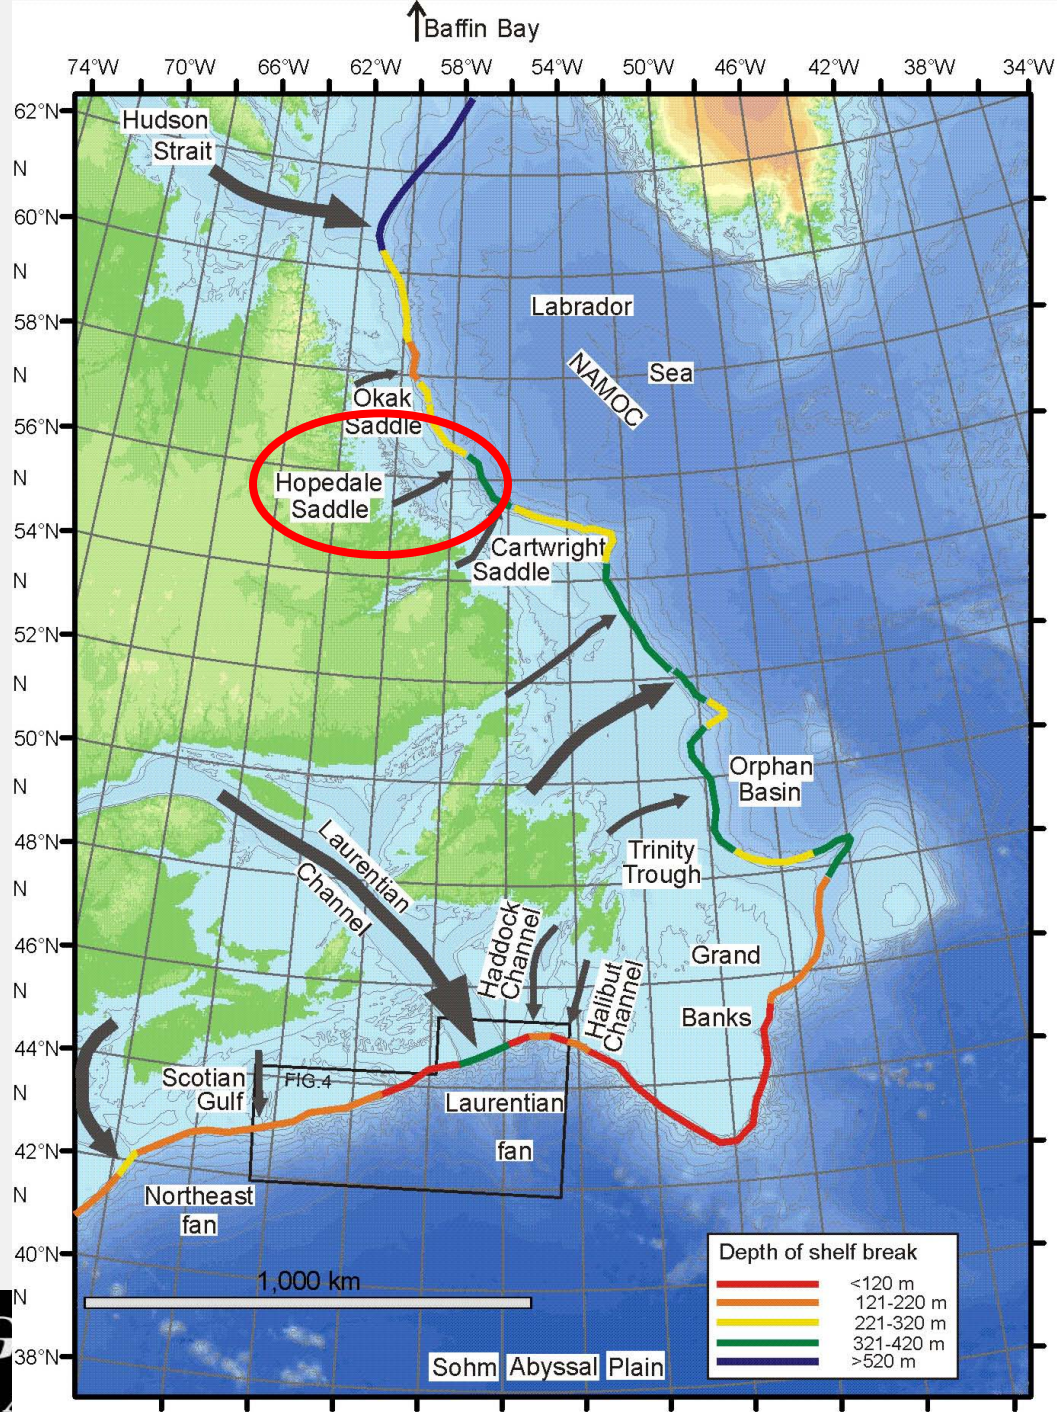 Baffin Bay
74°W 70°W 66°W 62°W 58°W 54°W 50°W 46°W 42°W 38°W 34°W
62°N
N
60°N
N
58°N
N
56°N
N
54°N
N
52°N
N
50°N
N
48°N
N
46°N
N
44°N
N
42°N
N
40°N
N
38°N
Hudson
Strait
Labrador
Sea
NAMOC
Okak
Saddle
Hopedale
Saddle
Cartwright
Saddle
Orphan
Basin
Trinity
Trough
Laurentian
Channel
Haddock
Channel
Halibut
Channel
Grand
Banks
Scotian
Gulf
FIG.4
Laurentian
fan
Northeast
fan
1,000 km
Sohm Abyssal Plain
Depth of shelf break
<120 m
121-220 m
221-320 m
321-420 m
>520 m